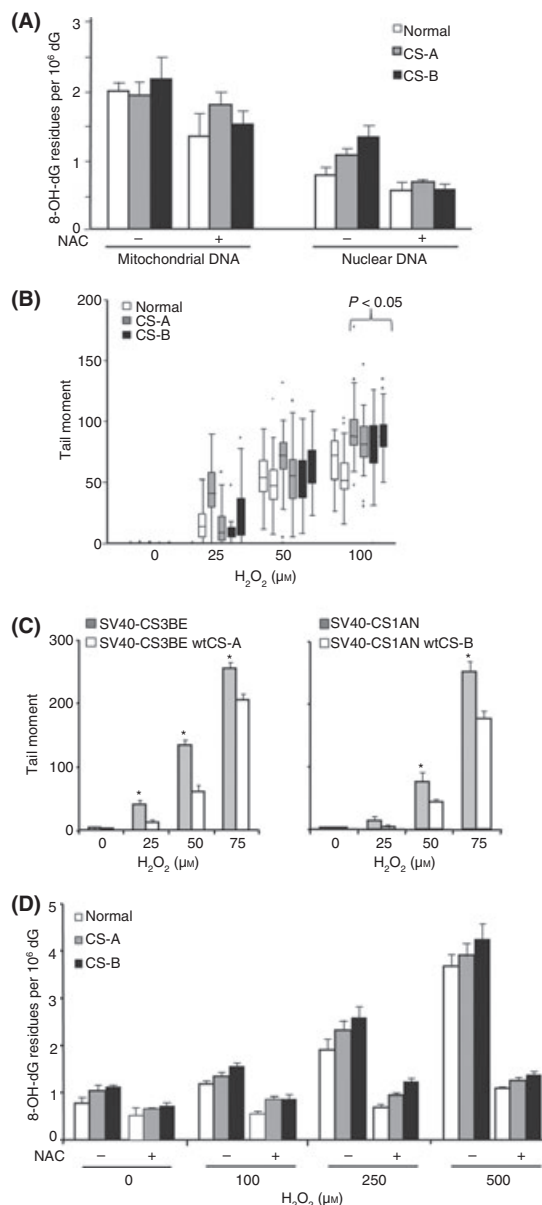 (A)
8-OH-dG residues per 10⁶ dG
3
2
1
0
Normal
CS-A
CS-B
NAC – + – +
Mitochondrial DNA Nuclear DNA
(B)
Tail moment
200
150
100
50
0
Normal
CS-A
CS-B
P < 0.05
0 25 50 100
H₂O₂ (μM)
(C)
SV40-CS3BE
SV40-CS3BE wtCS-A
SV40-CS1AN
SV40-CS1AN wtCS-B
Tail moment
300
200
100
0
* * *
* *
0 25 50 75
0 25 50 75
H₂O₂ (μM) H₂O₂ (μM)
(D)
8-OH-dG residues per 10⁶ dG
5
4
3
2
1
0
Normal
CS-A
CS-B
NAC – + – + – + – +
0 100 250 500
H₂O₂ (μM)